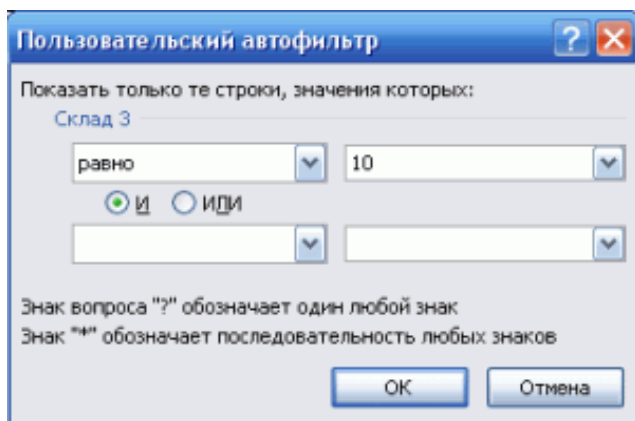 Пользовательский автофильтр
Показать только те строки, значения которых:
Склад 3
равно 10
И ИЛИ
Знак вопроса "?" обозначает один любой знак
Знак "*" обозначает последовательность любых знаков
ОК Отмена